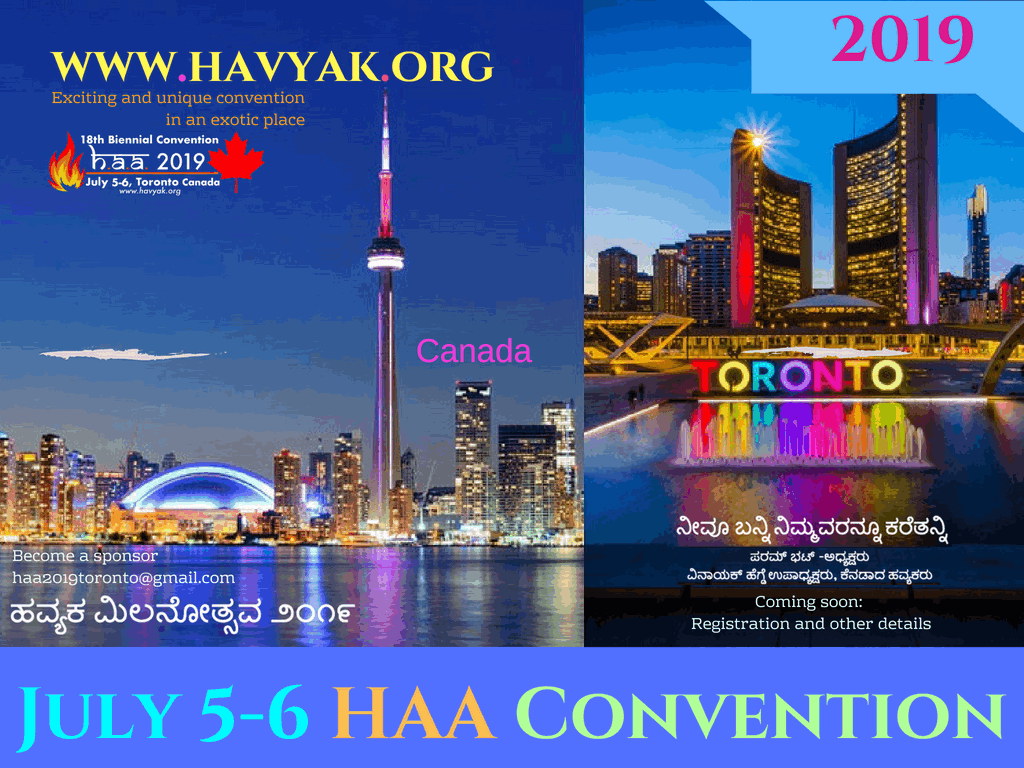 www.havyak.org
Exciting and unique convention
in an exotic place
18th Biennial Convention
haa 2019
July 5-6, Toronto Canada
www.havyak.org
Canada
Become a sponsor
haa2019toronto@gmail.com
ಹವ್ಯಕ ಮಿಲನೋತ್ಸವ ೨೦೧೯
2019
TORONTO
ನೀವೂ ಬನ್ನಿ ನಿಮ್ಮವರನ್ನೂ ಕರೆತನ್ನಿ
ಪರಮ್ ಭಟ್ -ಅಧ್ಯಕ್ಷರು
ವಿನಾಯಕ್ ಹೆಗ್ಡೆ ಉಪಾಧ್ಯಕ್ಷರು, ಕೆನಡಾದ ಹವ್ಯಕರು
Coming soon:
Registration and other details
July 5-6 HAA Convention